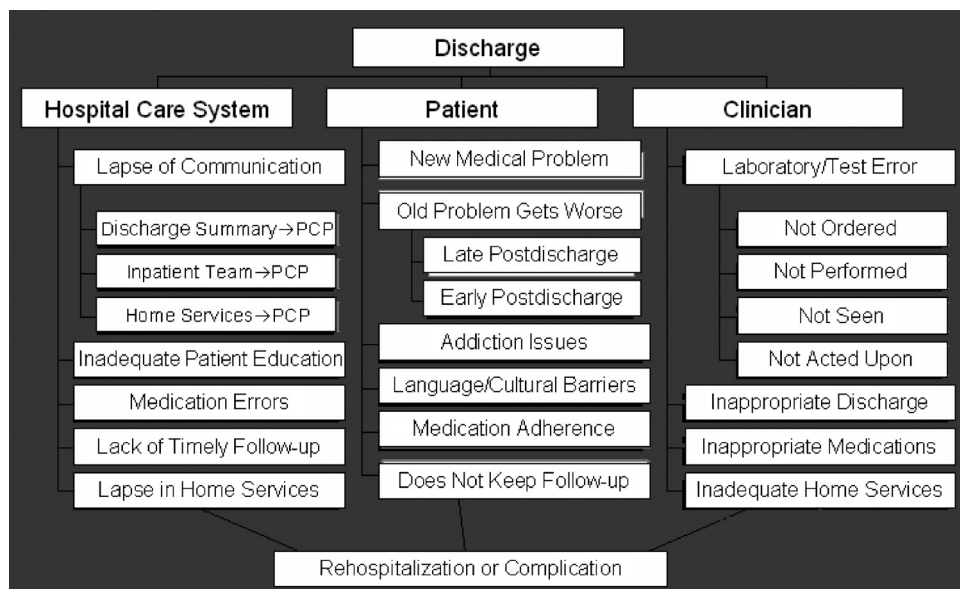 Discharge
Hospital Care System
Lapse of Communication
Discharge Summary→PCP
Inpatient Team→PCP
Home Services→PCP
Inadequate Patient Education
Medication Errors
Lack of Timely Follow-up
Lapse in Home Services
Patient
New Medical Problem
Old Problem Gets Worse
Late Postdischarge
Early Postdischarge
Addiction Issues
Language/Cultural Barriers
Medication Adherence
Does Not Keep Follow-up
Clinician
Laboratory/Test Error
Not Ordered
Not Performed
Not Seen
Not Acted Upon
Inappropriate Discharge
Inappropriate Medications
Inadequate Home Services
Rehospitalization or Complication